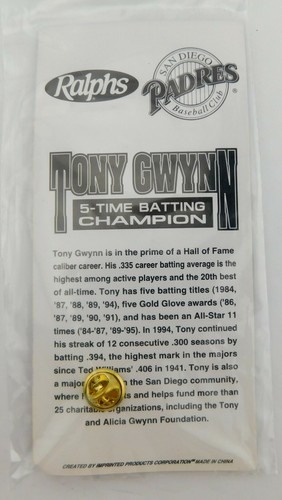 Ralphs
SAN DIEGO
PADRES
Baseball Club
®
TONY GWYNN
5-TIME BATTING
CHAMPION
Tony Gwynn is in the prime of a Hall of Fame
caliber career. His .335 career batting average is the
highest among active players and the 20th best
of all-time. Tony has five batting titles (1984,
'87, '88, '89, '94), five Gold Glove awards ('86,
'87, '89, '90, '91), and has been an All-Star 11
times ('84-'87, '89-'95). In 1994, Tony continued
his streak of 12 consecutive .300 seasons by
batting .394, the highest mark in the majors
since Ted Williams' .406 in 1941. Tony is also
a major in the San Diego community,
where and helps fund more than
25 charitable organizations, including the Tony
and Alicia Gwynn Foundation.
CREATED BY IMPRINTED PRODUCTS CORPORATION® MADE IN CHINA